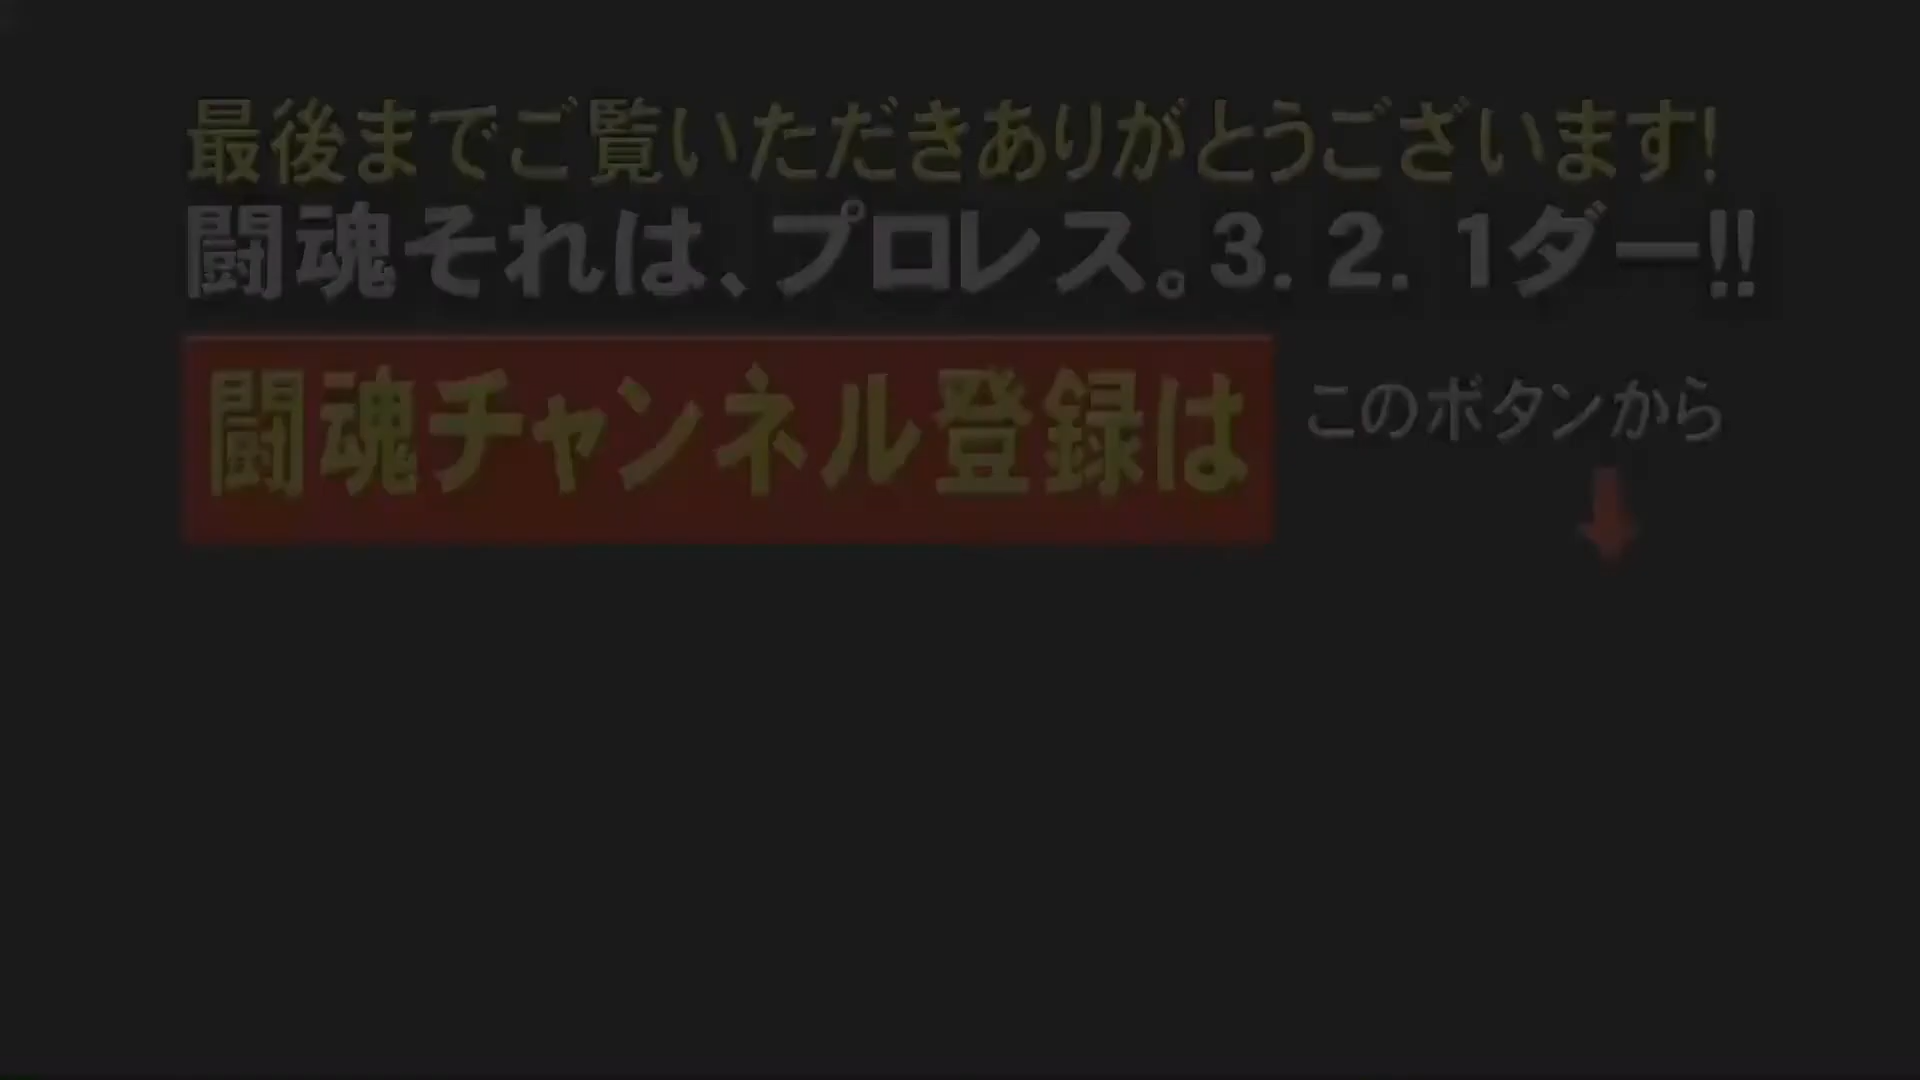 最後までご覧いただきありがとうございます!
闘魂それは、プロレス。3. 2. 1ダー!!
闘魂チャンネル登録は
このボタンから